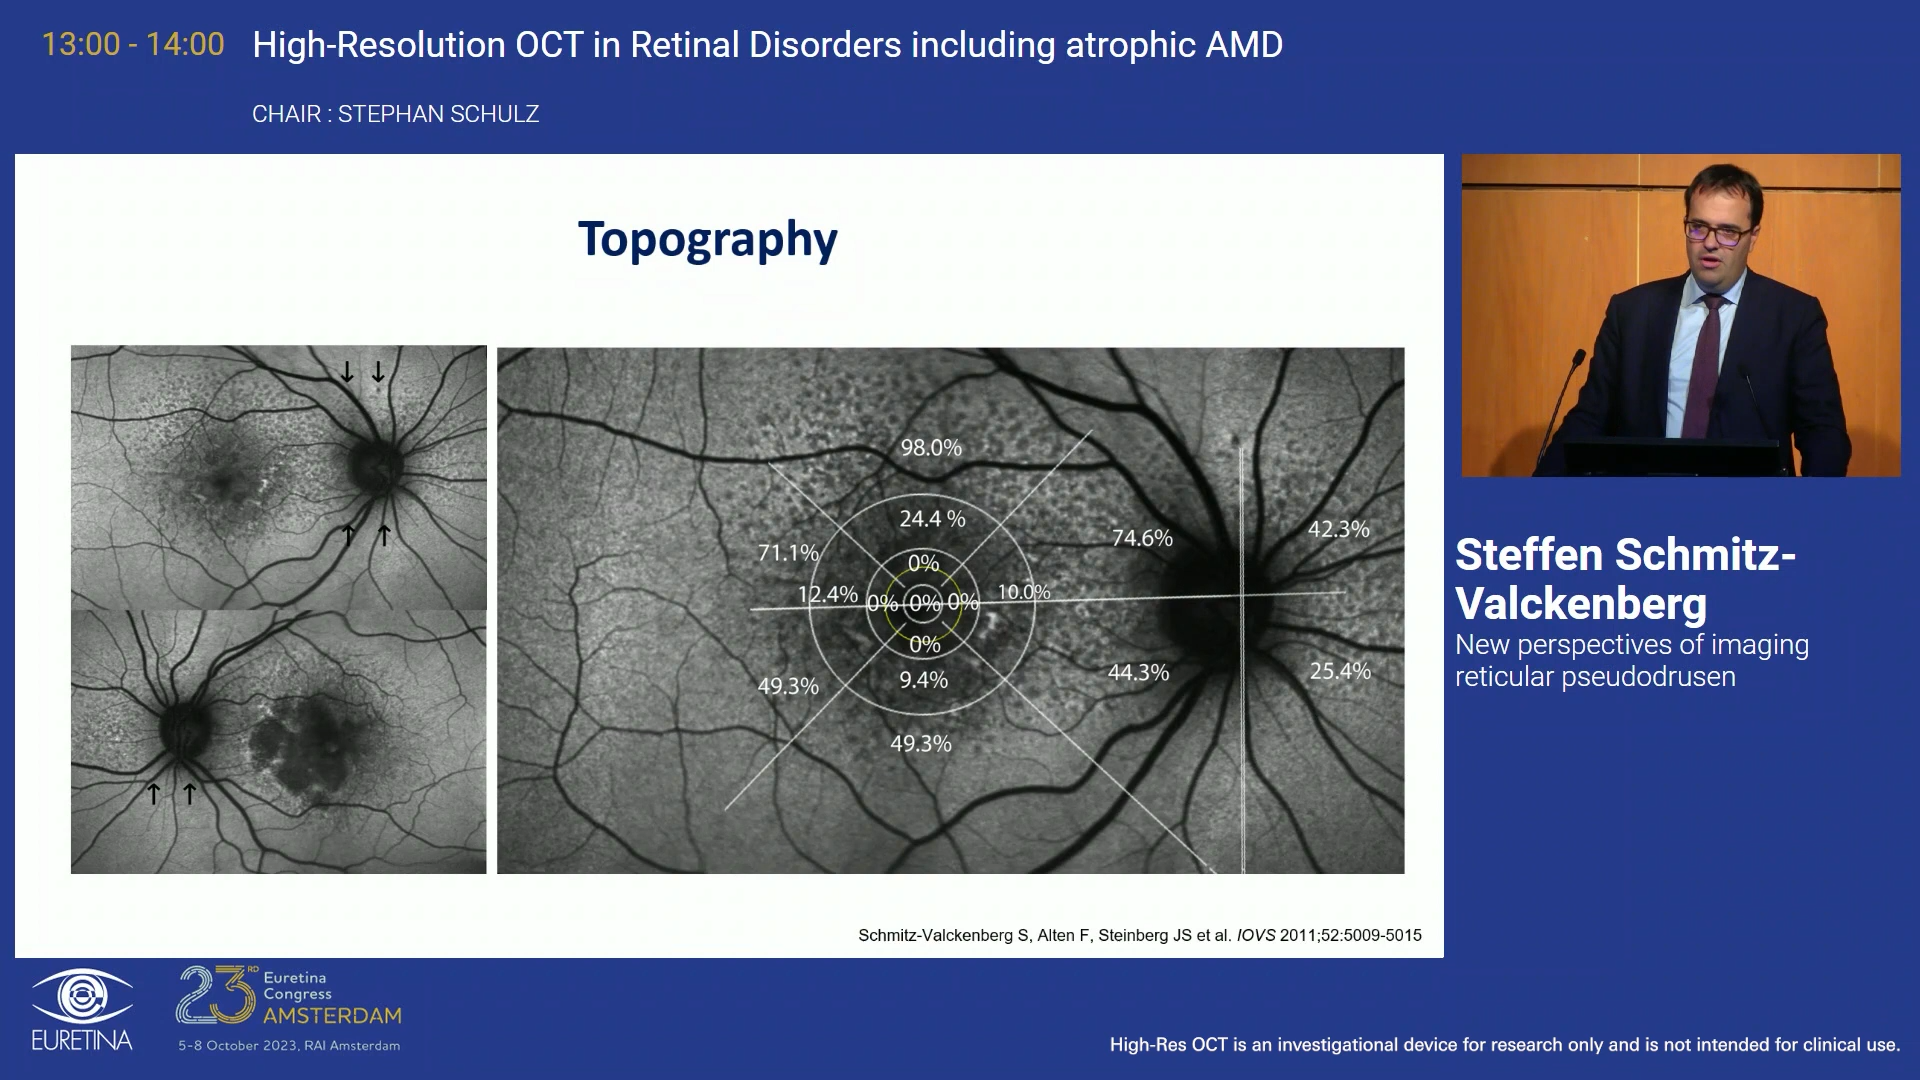 13:00 - 14:00 High-Resolution OCT in Retinal Disorders including atrophic AMD
CHAIR : STEPHAN SCHULZ
Topography
98.0%
24.4 %
71.1%
74.6%
42.3%
0%
12.4%
0%
0%
0%
10.0%
0%
49.3%
9.4%
44.3%
25.4%
49.3%
Schmitz-Valckenberg S, Alten F, Steinberg JS et al. IOVS 2011;52:5009-5015
Steffen Schmitz-
Valckenberg
New perspectives of imaging
reticular pseudodrusen
EURETINA
23RD
Euretina
Congress
AMSTERDAM
5-8 October 2023, RAI Amsterdam
High-Res OCT is an investigational device for research only and is not intended for clinical use.